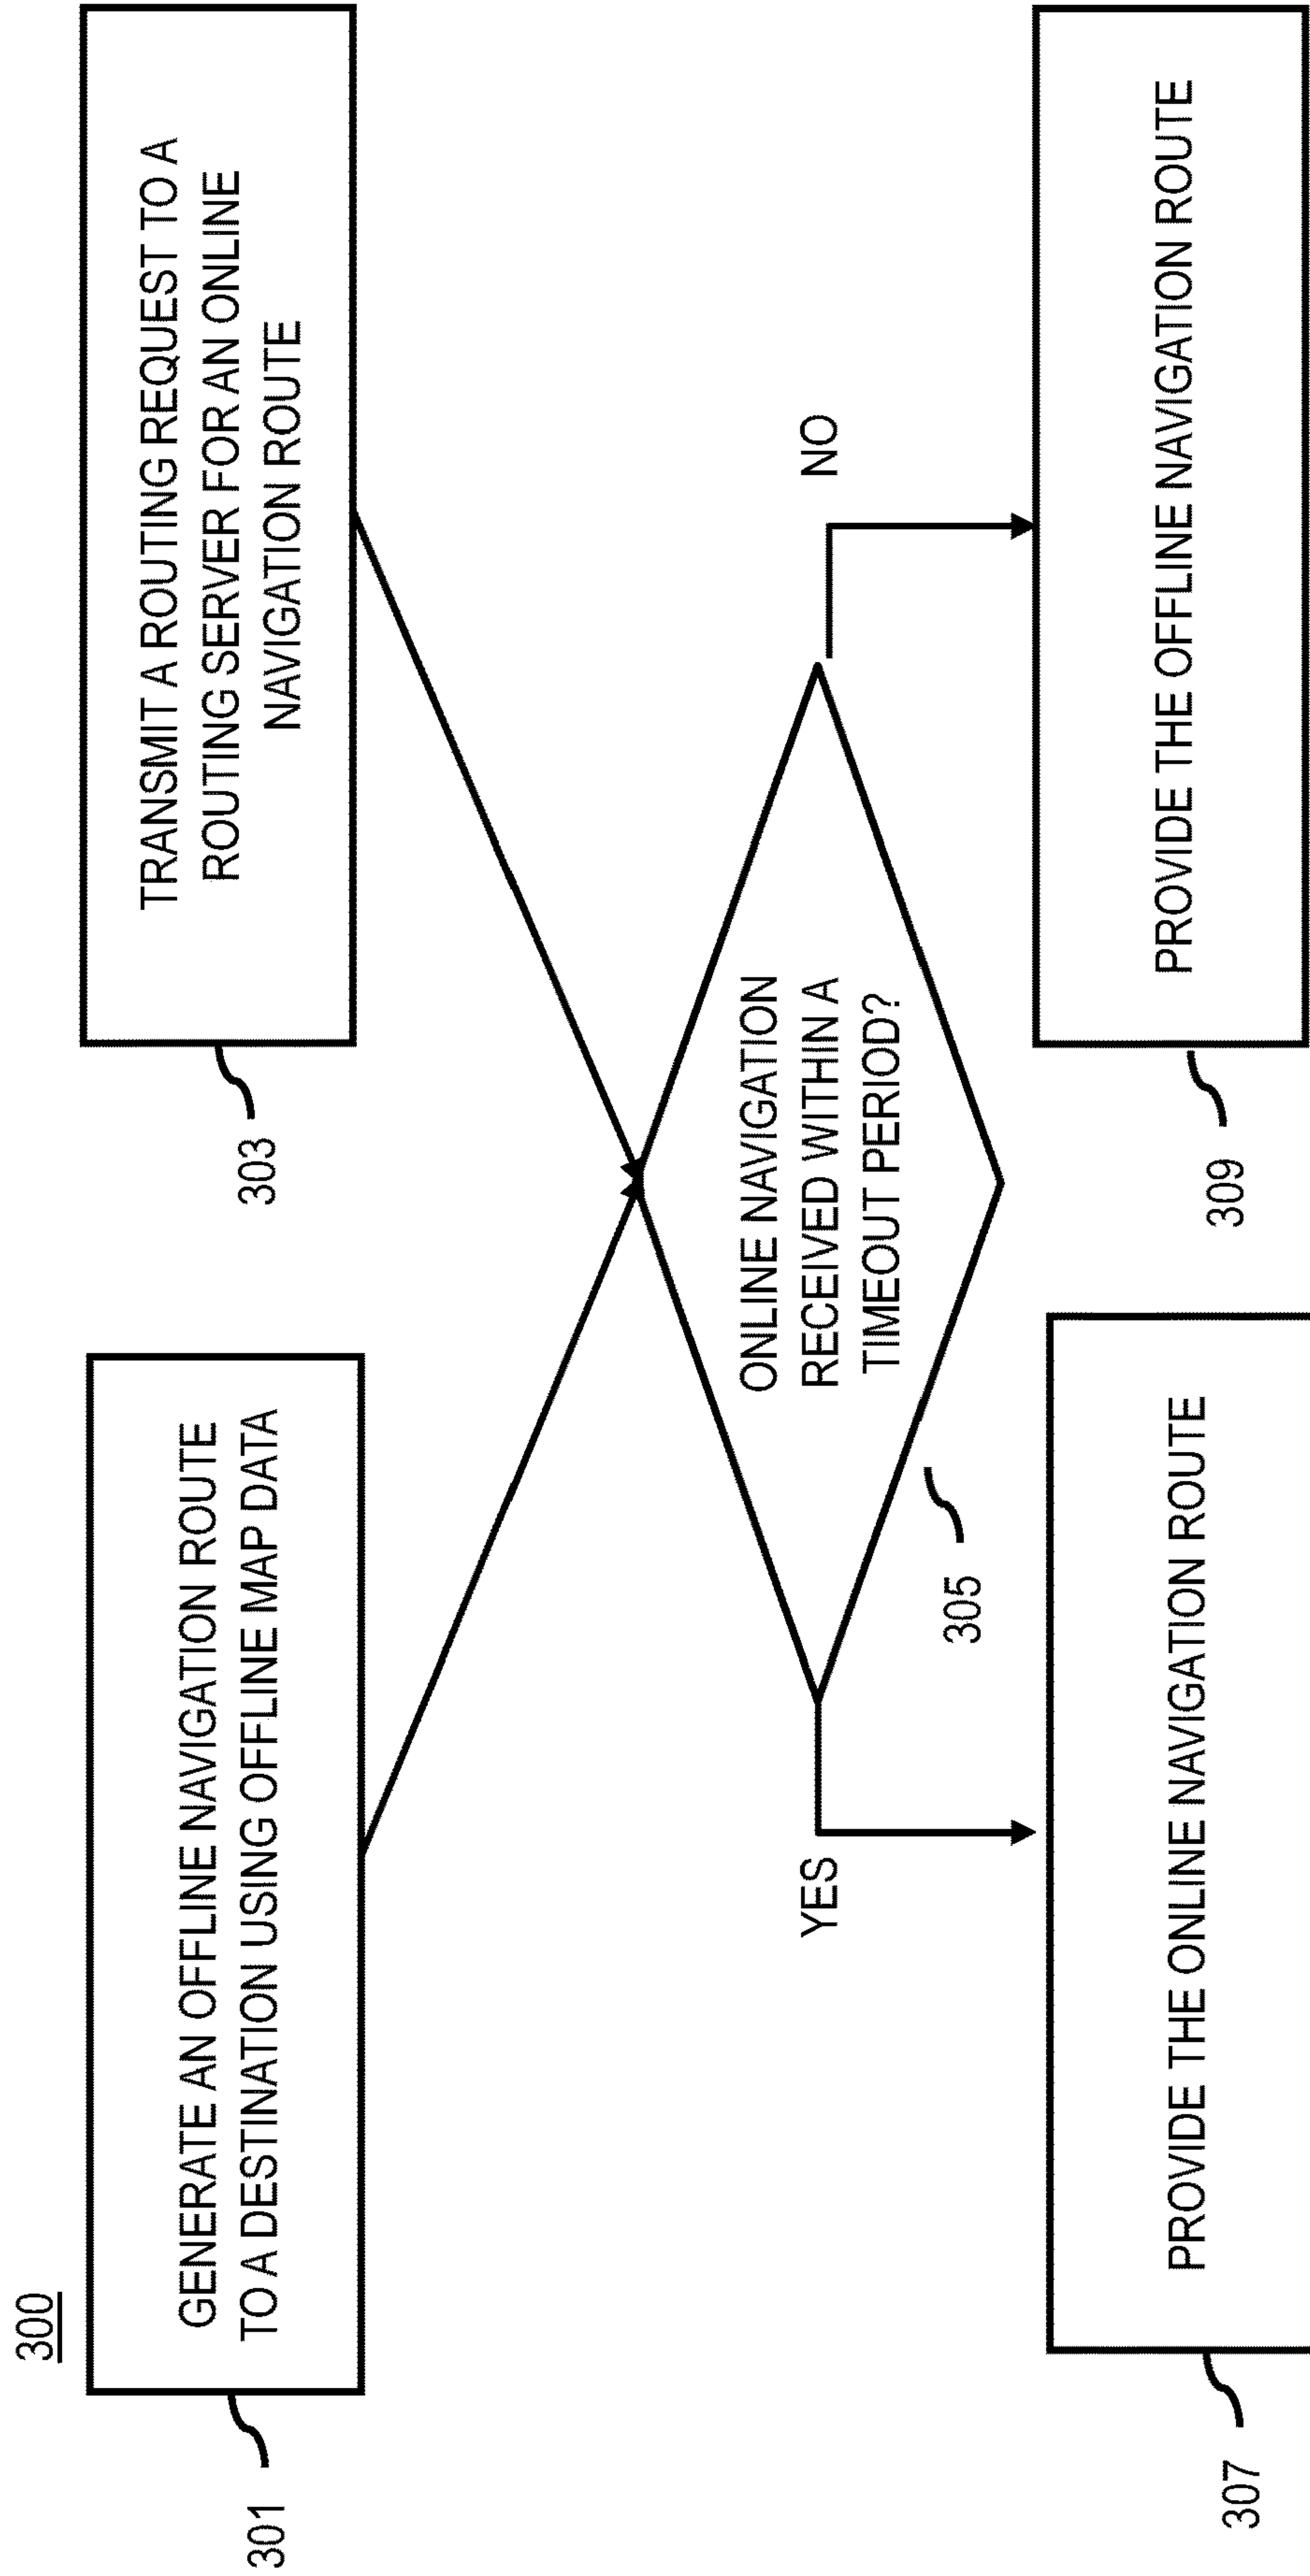 300
GENERATE AN OFFLINE NAVIGATION ROUTE
TO A DESTINATION USING OFFLINE MAP DATA
301
TRANSMIT A ROUTING REQUEST TO A
ROUTING SERVER FOR AN ONLINE
NAVIGATION ROUTE
303
ONLINE NAVIGATION
RECEIVED WITHIN A
TIMEOUT PERIOD?
305
YES
NO
PROVIDE THE ONLINE NAVIGATION ROUTE
307
PROVIDE THE OFFLINE NAVIGATION ROUTE
309